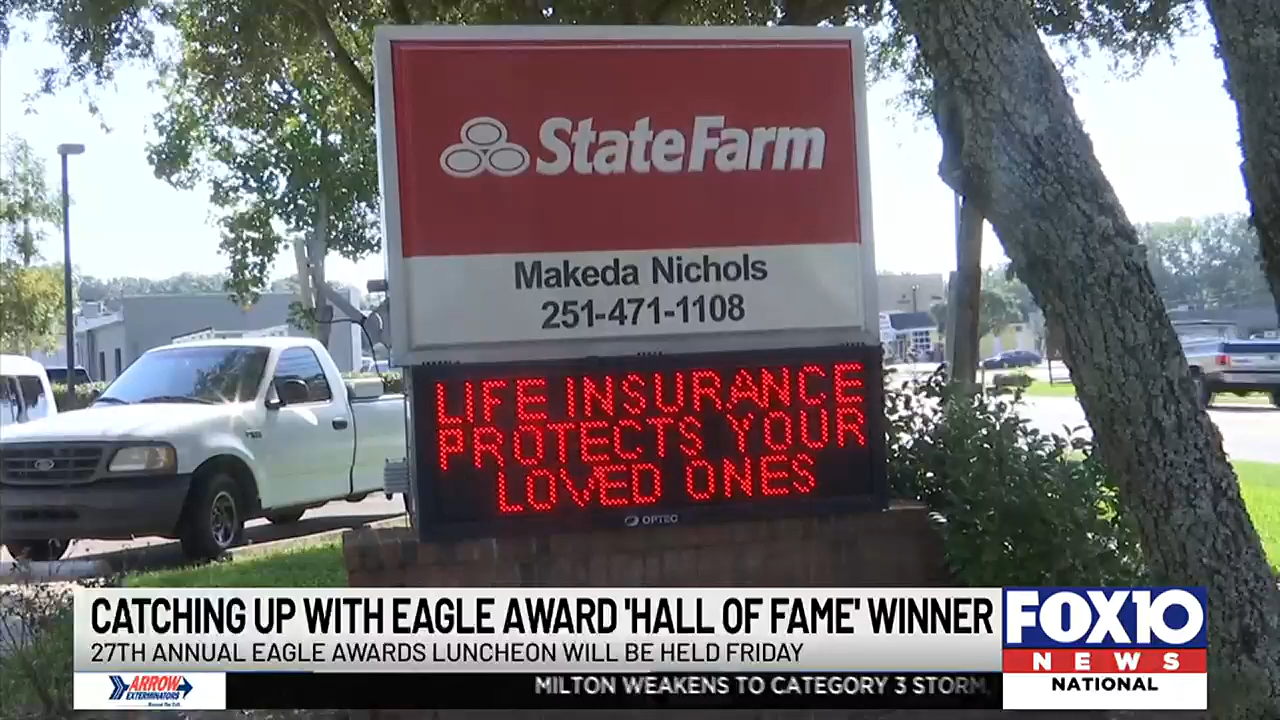 StateFarm
Makeda Nichols
251-471-1108
LIFE INSURANCE
PROTECTS YOUR
LOVED ONES
OPTEC
CATCHING UP WITH EAGLE AWARD 'HALL OF FAME' WINNER
27TH ANNUAL EAGLE AWARDS LUNCHEON WILL BE HELD FRIDAY
FOX10
NEWS
NATIONAL
ARROW
EXTERMINATORS
MILTON WEAKENS TO CATEGORY 3 STORM,